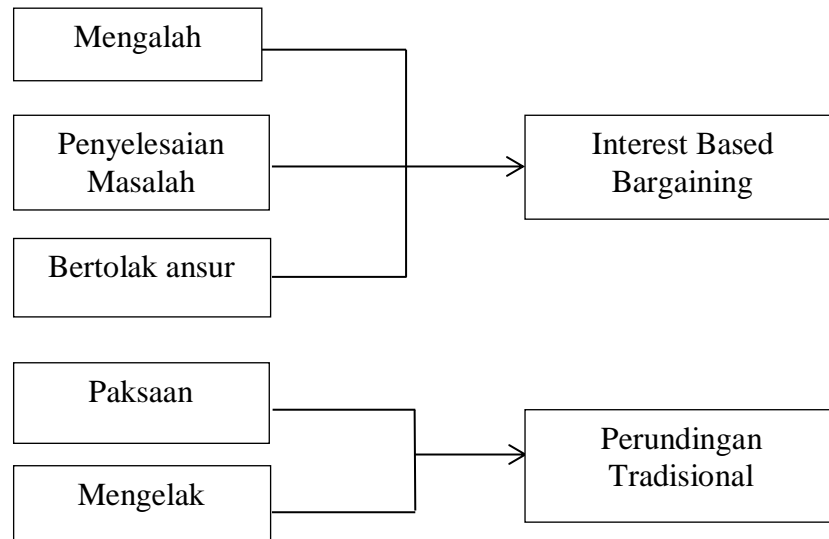 Mengalah
Penyelesaian
Masalah
Bertolak ansur
Interest Based
Bargaining
Paksaan
Mengelak
Perundingan
Tradisional